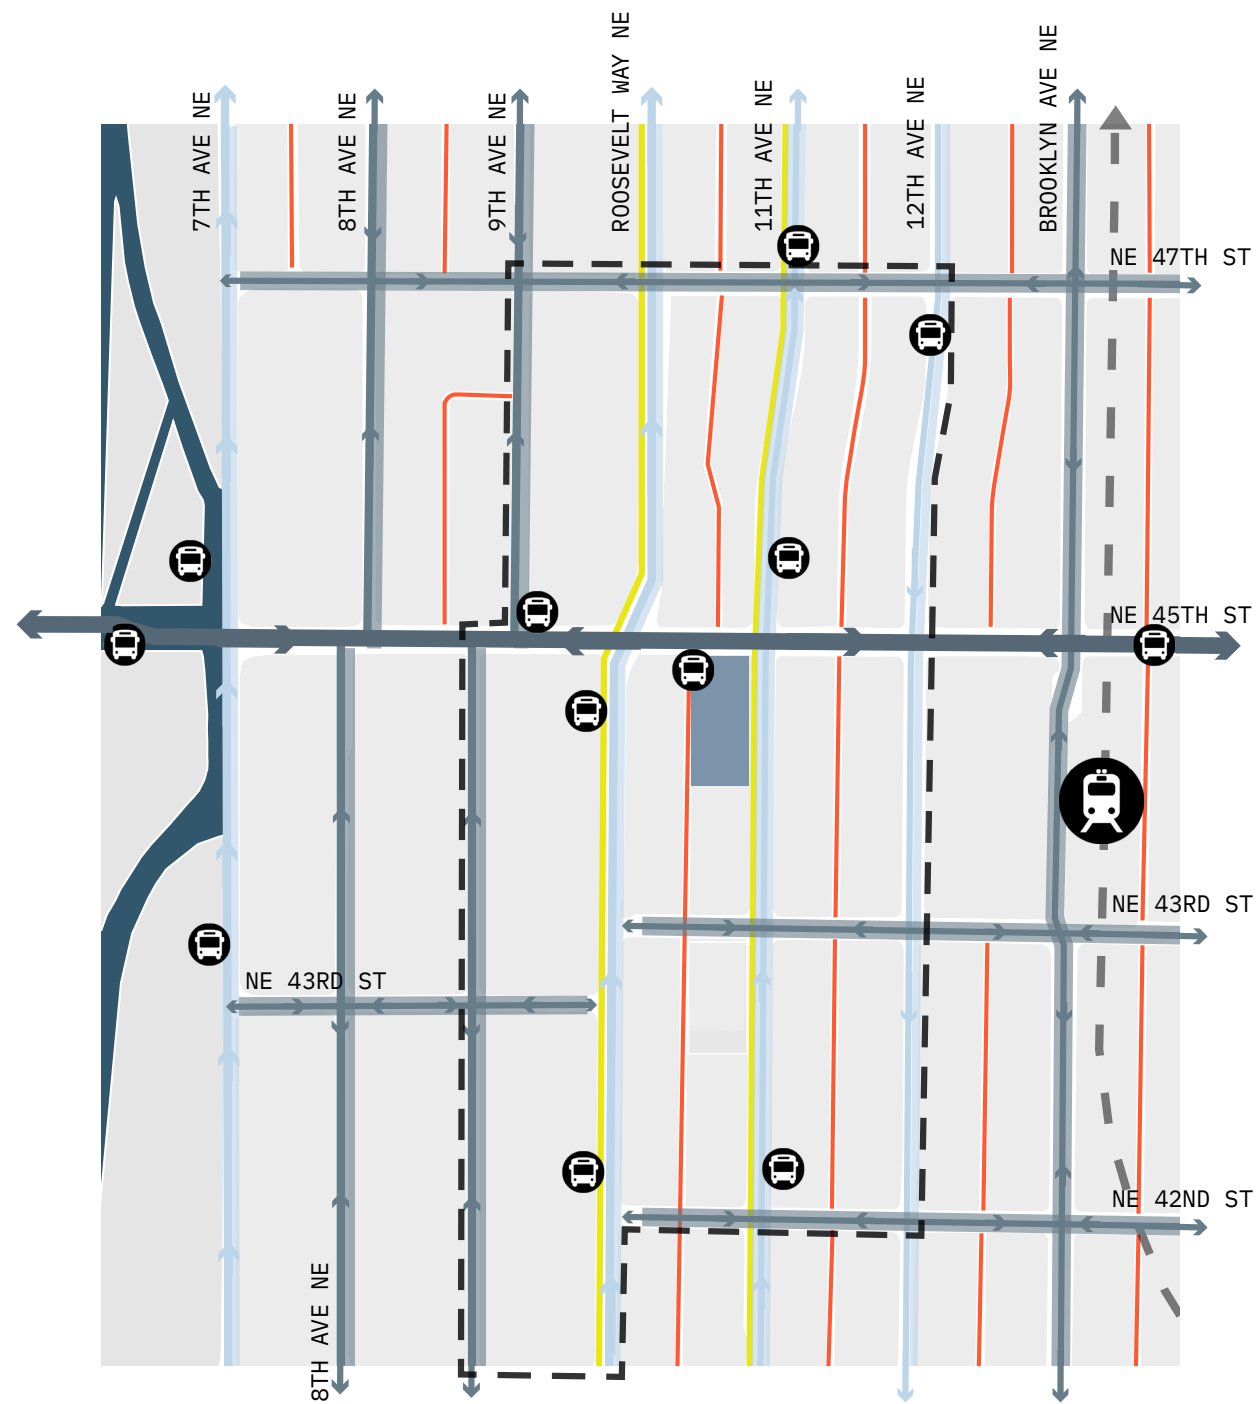 7TH AVE NE
8TH AVE NE
9TH AVE NE
ROOSEVELT WAY NE
11TH AVE NE
12TH AVE NE
BROOKLYN AVE NE
NE 47TH ST
NE 45TH ST
NE 43RD ST
NE 43RD ST
NE 42ND ST
8TH AVE NE